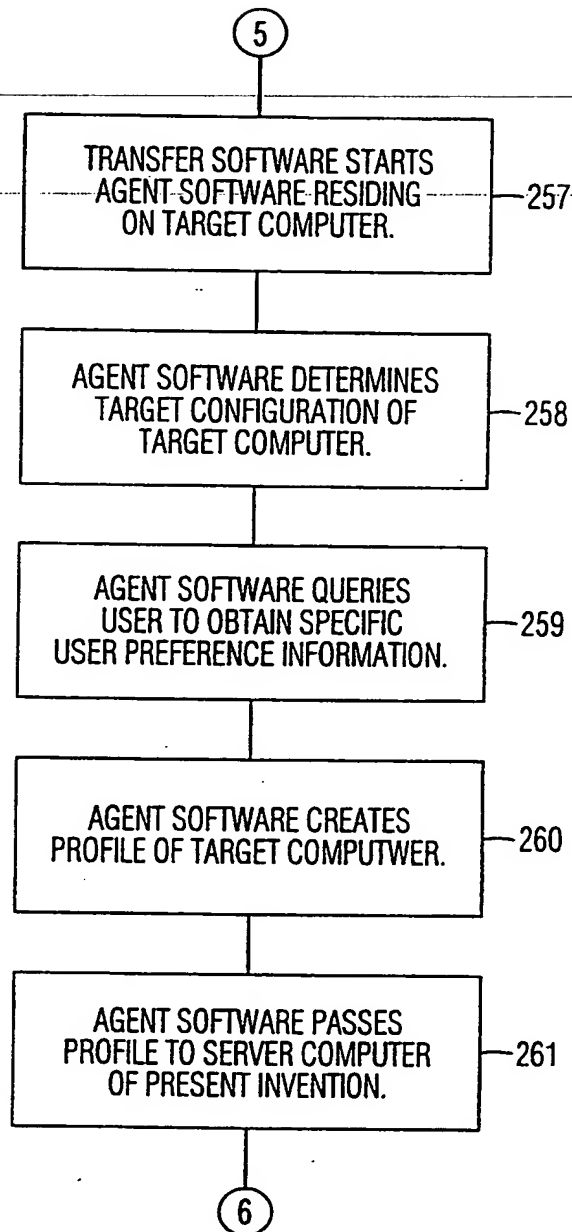 5
TRANSFER SOFTWARE STARTS
AGENT SOFTWARE RESIDING
ON TARGET COMPUTER.
257
AGENT SOFTWARE DETERMINES
TARGET CONFIGURATION OF
TARGET COMPUTER.
258
AGENT SOFTWARE QUERIES
USER TO OBTAIN SPECIFIC
USER PREFERENCE INFORMATION.
259
AGENT SOFTWARE CREATES
PROFILE OF TARGET COMPUTWER.
260
AGENT SOFTWARE PASSES
PROFILE TO SERVER COMPUTER
OF PRESENT INVENTION.
261
6